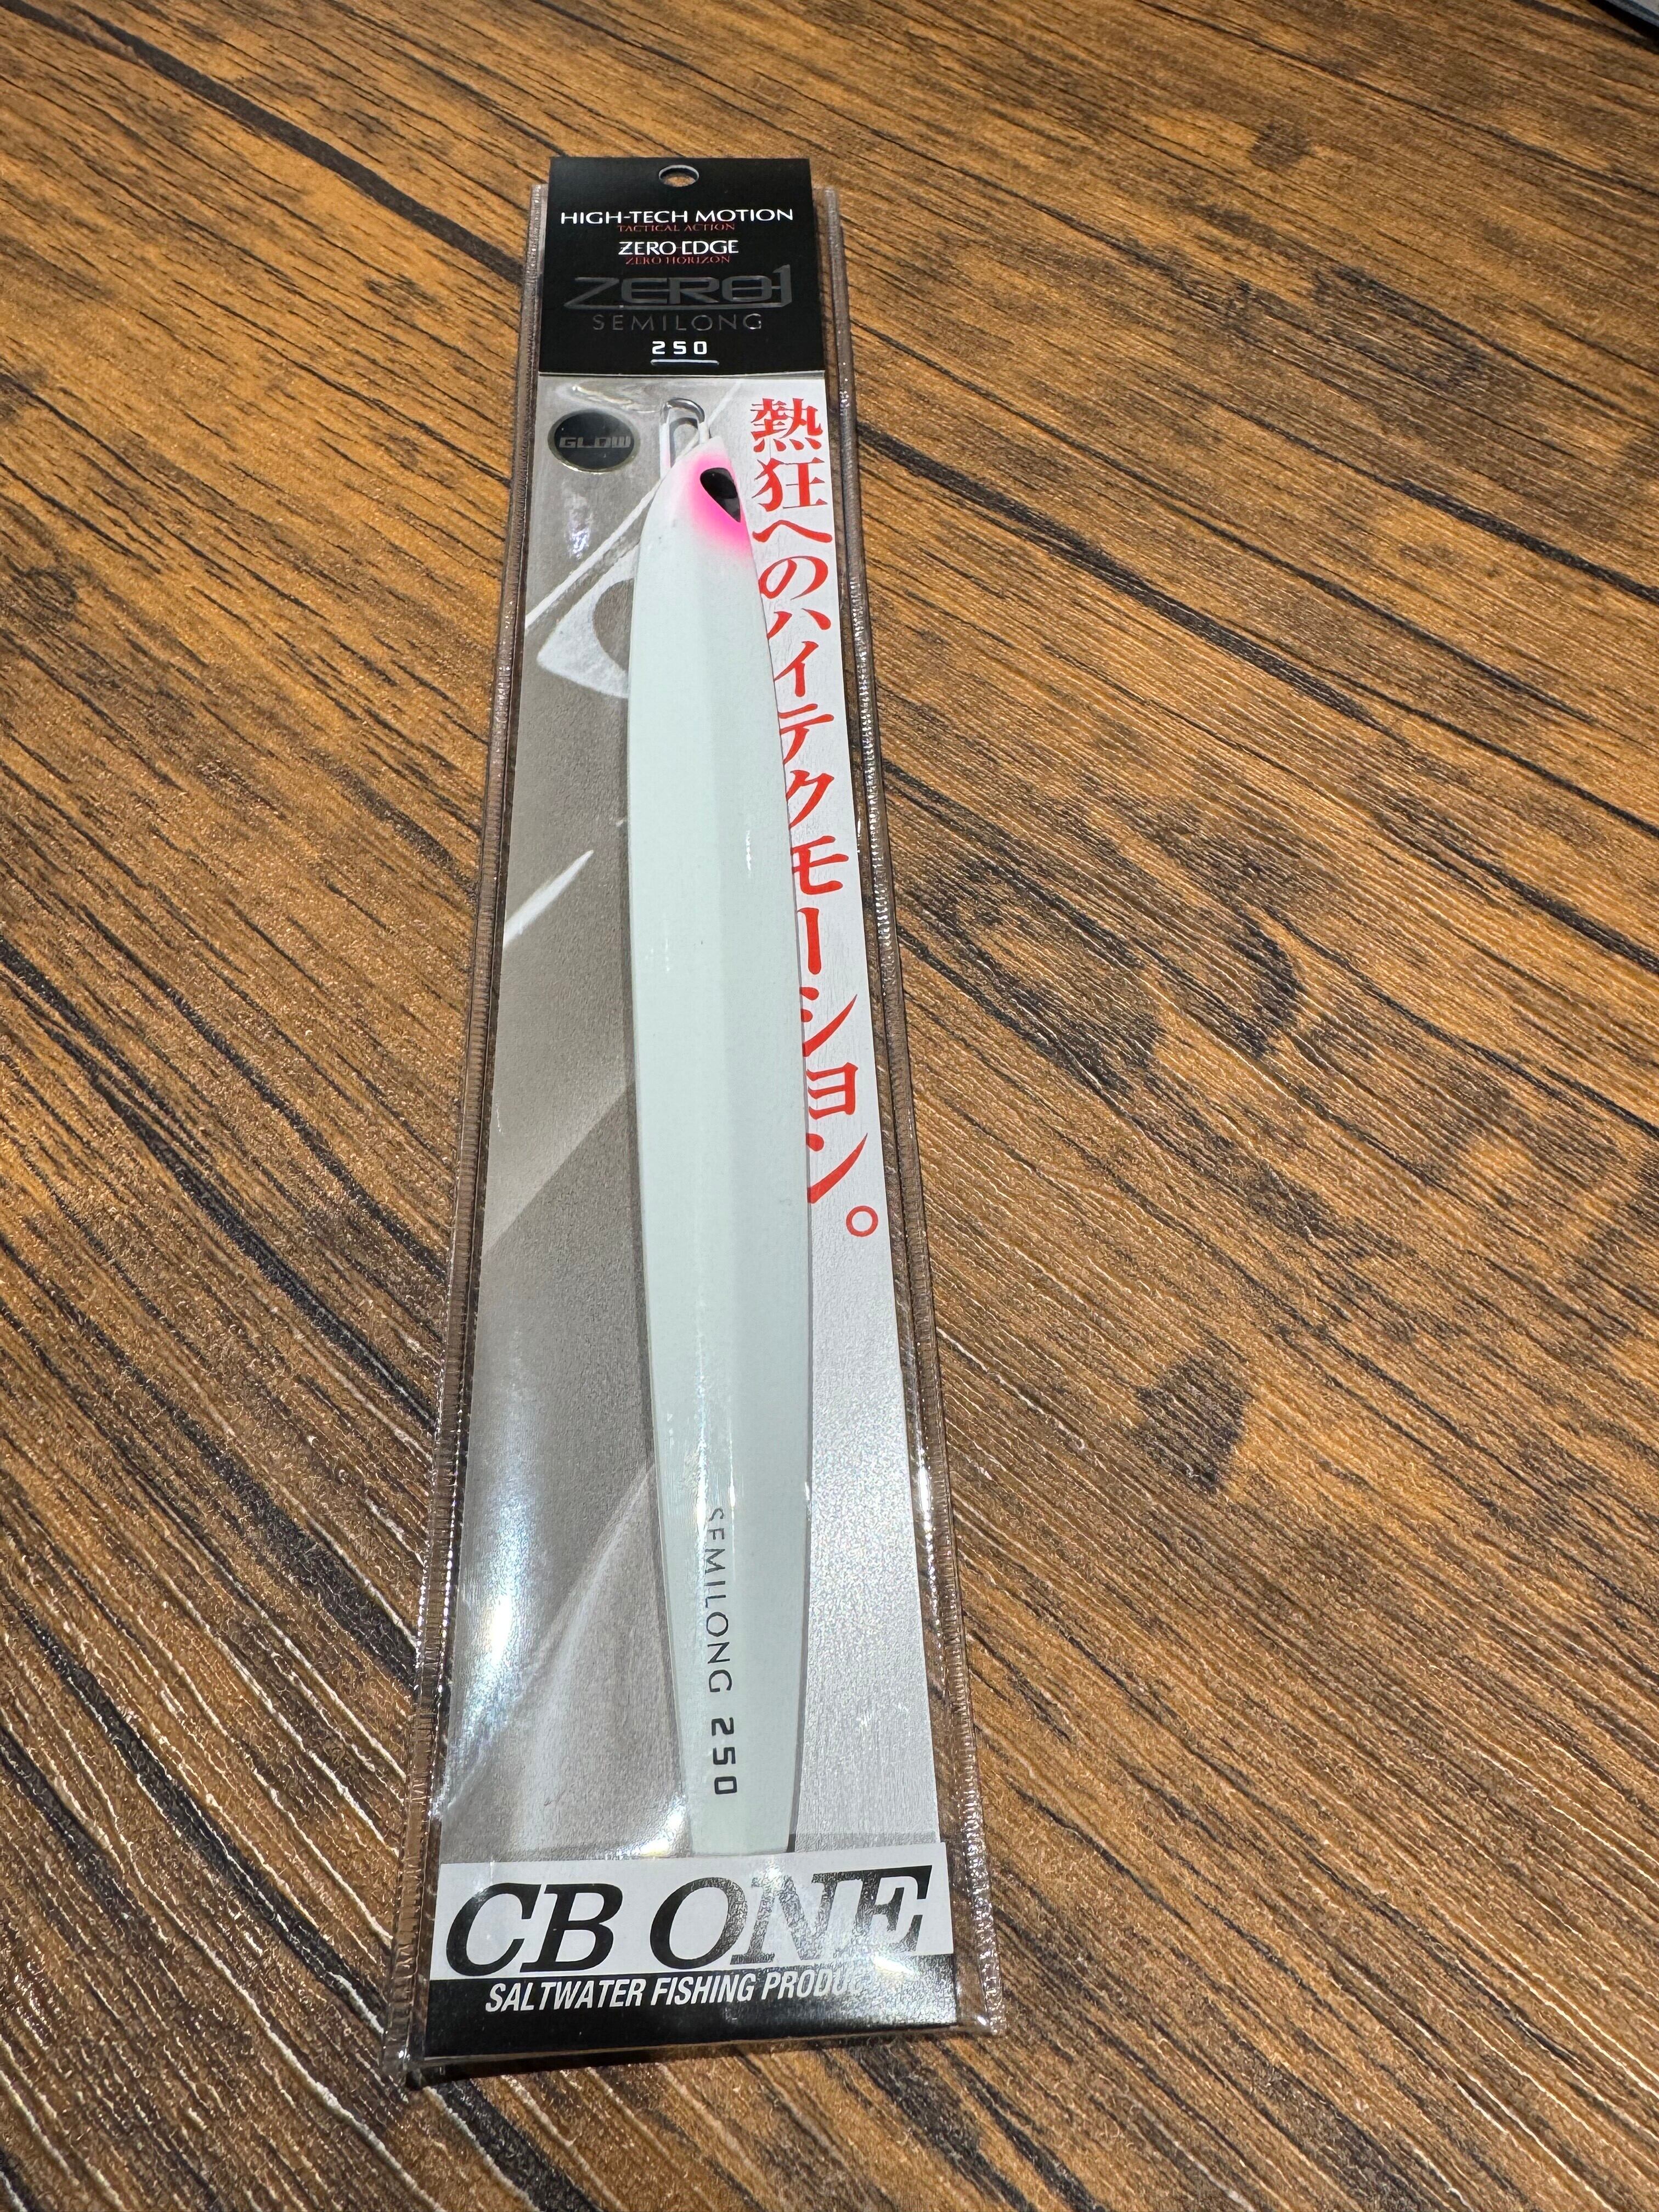 HIGH-TECH MOTION
TACTICAL ACTION
ZERO-EDGE
ZERO HORIZON
ZERO1
SEMILONG
250
GLOW
熱狂へのハイテクモーション。
SEMILONG 250
CB ONE
SALTWATER FISHING